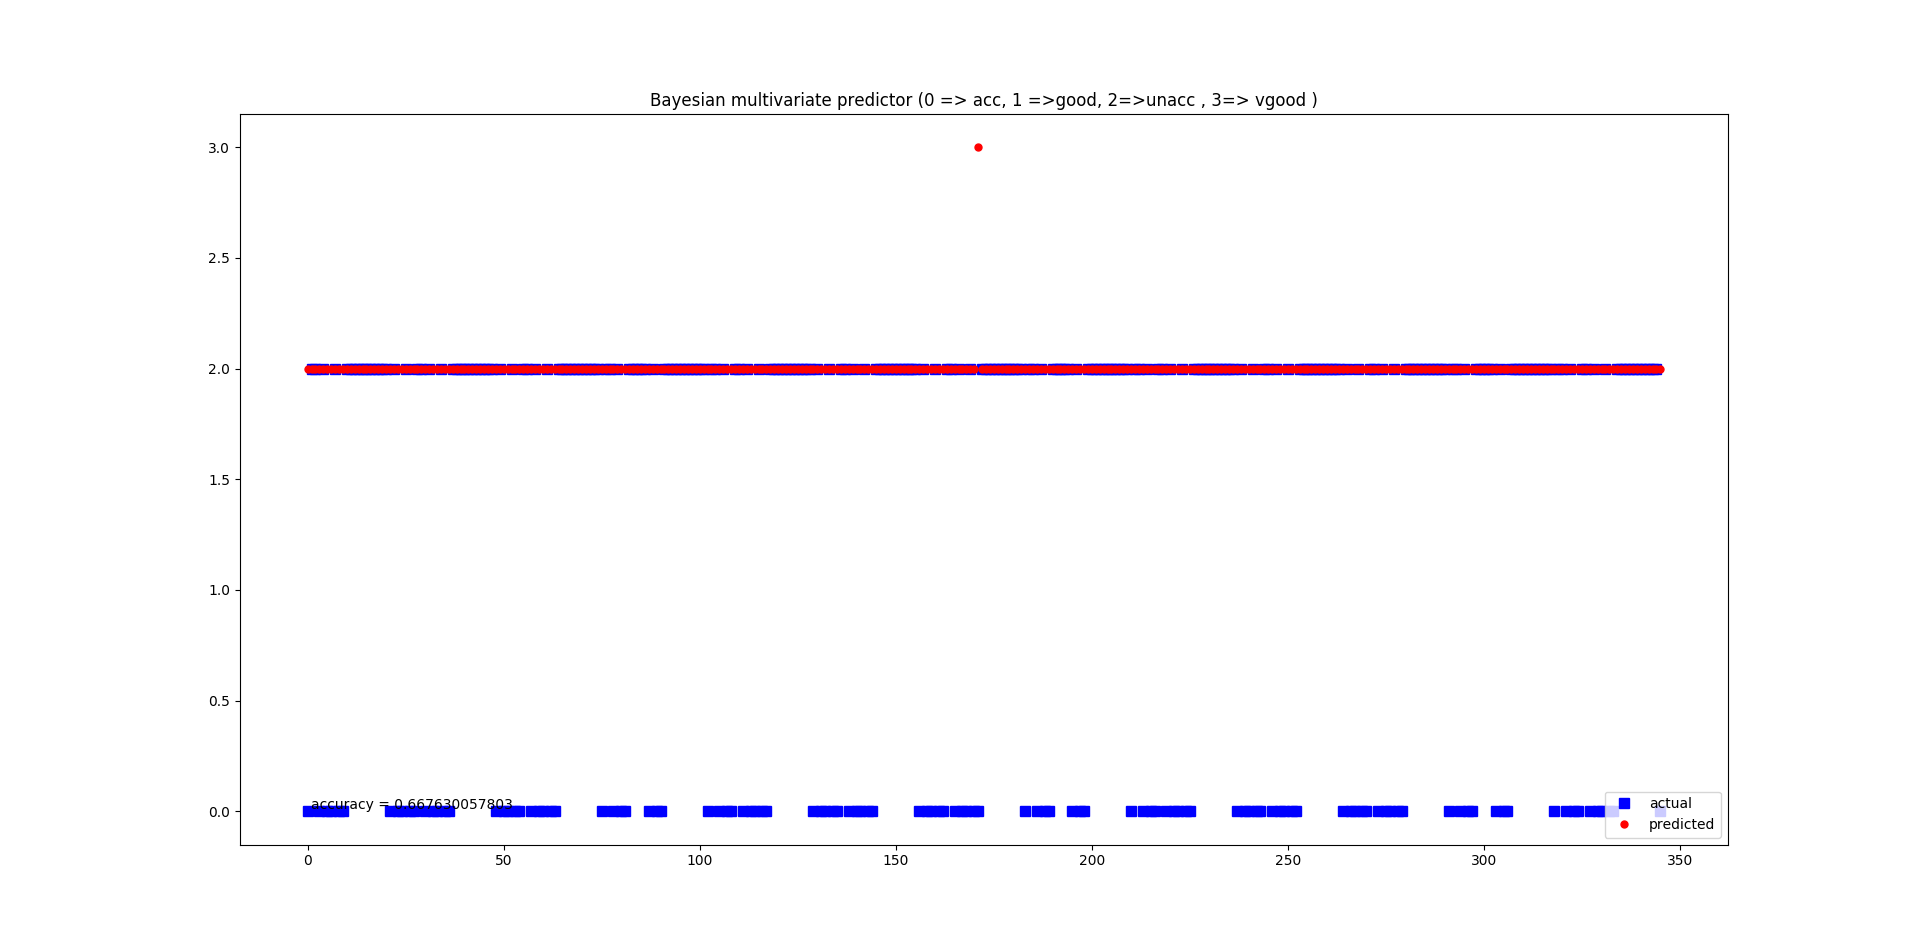 Bayesian multivariate predictor (0 => acc, 1 =>good, 2=>unacc , 3=> vgood )
3.0
2.5
2.0
1.5
1.0
0.5
0.0
accuracy = 0.667630057803
actual
predicted
0 50 100 150 200 250 300 350